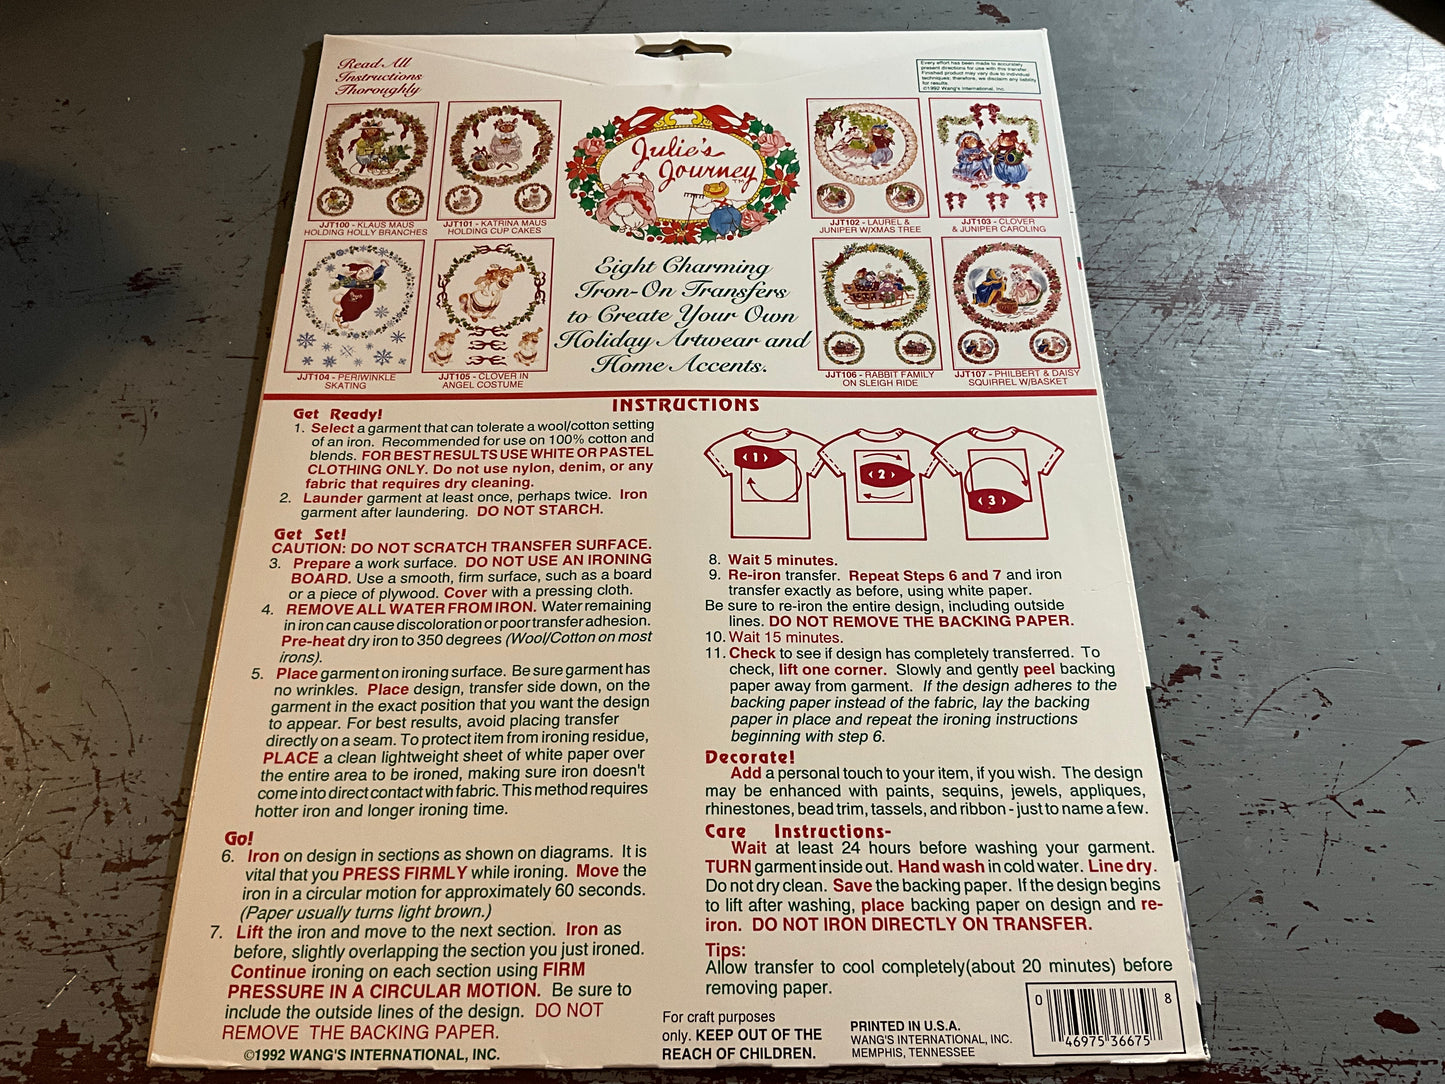 Read All
Instructions
Thoroughly
Every effort has been made to accurately
present directions for use with this transfer.
Finished product may vary due to individual
techniques; therefore, we disclaim any liability
for results.
©1992 Wang's International, Inc.
Julie's
Journey™
JJT100 - KLAUS MAUS
HOLDING HOLLY BRANCHES
JJT101 - KATRINA MAUS
HOLDING CUP CAKES
JJT102 - LAUREL &
JUNIPER W/XMAS TREE
JJT103 - CLOVER
& JUNIPER CAROLING
Eight Charming
Iron-On Transfers
to Create Your Own
Holiday Artwear and
Home Accents.
JJT104 - PERIWINKLE
SKATING
JJT105 - CLOVER IN
ANGEL COSTUME
JJT106 - RABBIT FAMILY
ON SLEIGH RIDE
JJT107 - PHILBERT & DAISY
SQUIRREL W/BASKET
INSTRUCTIONS
Get Ready!
1. Select a garment that can tolerate a wool/cotton setting
of an iron. Recommended for use on 100% cotton and
blends. FOR BEST RESULTS USE WHITE OR PASTEL
CLOTHING ONLY. Do not use nylon, denim, or any
fabric that requires dry cleaning.
2. Launder garment at least once, perhaps twice. Iron
garment after laundering. DO NOT STARCH.
Get Set!
CAUTION: DO NOT SCRATCH TRANSFER SURFACE.
3. Prepare a work surface. DO NOT USE AN IRONING
BOARD. Use a smooth, firm surface, such as a board
or a piece of plywood. Cover with a pressing cloth.
4. REMOVE ALL WATER FROM IRON. Water remaining
in iron can cause discoloration or poor transfer adhesion.
Pre-heat dry iron to 350 degrees (Wool/Cotton on most
irons).
5. Place garment on ironing surface. Be sure garment has
no wrinkles. Place design, transfer side down, on the
garment in the exact position that you want the design
to appear. For best results, avoid placing transfer
directly on a seam. To protect item from ironing residue,
PLACE a clean lightweight sheet of white paper over
the entire area to be ironed, making sure iron doesn't
come into direct contact with fabric. This method requires
hotter iron and longer ironing time.
Go!
6. Iron on design in sections as shown on diagrams. It is
vital that you PRESS FIRMLY while ironing. Move the
iron in a circular motion for approximately 60 seconds.
(Paper usually turns light brown.)
7. Lift the iron and move to the next section. Iron as
before, slightly overlapping the section you just ironed.
Continue ironing on each section using FIRM
PRESSURE IN A CIRCULAR MOTION. Be sure to
include the outside lines of the design. DO NOT
REMOVE THE BACKING PAPER.
©1992 WANG'S INTERNATIONAL, INC.
1
2
3
8. Wait 5 minutes.
9. Re-iron transfer. Repeat Steps 6 and 7 and iron
transfer exactly as before, using white paper.
Be sure to re-iron the entire design, including outside
lines. DO NOT REMOVE THE BACKING PAPER.
10. Wait 15 minutes.
11. Check to see if design has completely transferred. To
check, lift one corner. Slowly and gently peel backing
paper away from garment. If the design adheres to the
backing paper instead of the fabric, lay the backing
paper in place and repeat the ironing instructions
beginning with step 6.
Decorate!
Add a personal touch to your item, if you wish. The design
may be enhanced with paints, sequins, jewels, appliques,
rhinestones, bead trim, tassels, and ribbon - just to name a few.
Care Instructions-
Wait at least 24 hours before washing your garment.
TURN garment inside out. Hand wash in cold water. Line dry.
Do not dry clean. Save the backing paper. If the design begins
to lift after washing, place backing paper on design and re-
iron. DO NOT IRON DIRECTLY ON TRANSFER.
Tips:
Allow transfer to cool completely(about 20 minutes) before
removing paper.
For craft purposes
only. KEEP OUT OF THE
REACH OF CHILDREN.
PRINTED IN U.S.A.
WANG'S INTERNATIONAL, INC.
MEMPHIS, TENNESSEE
0 46975 36675 8